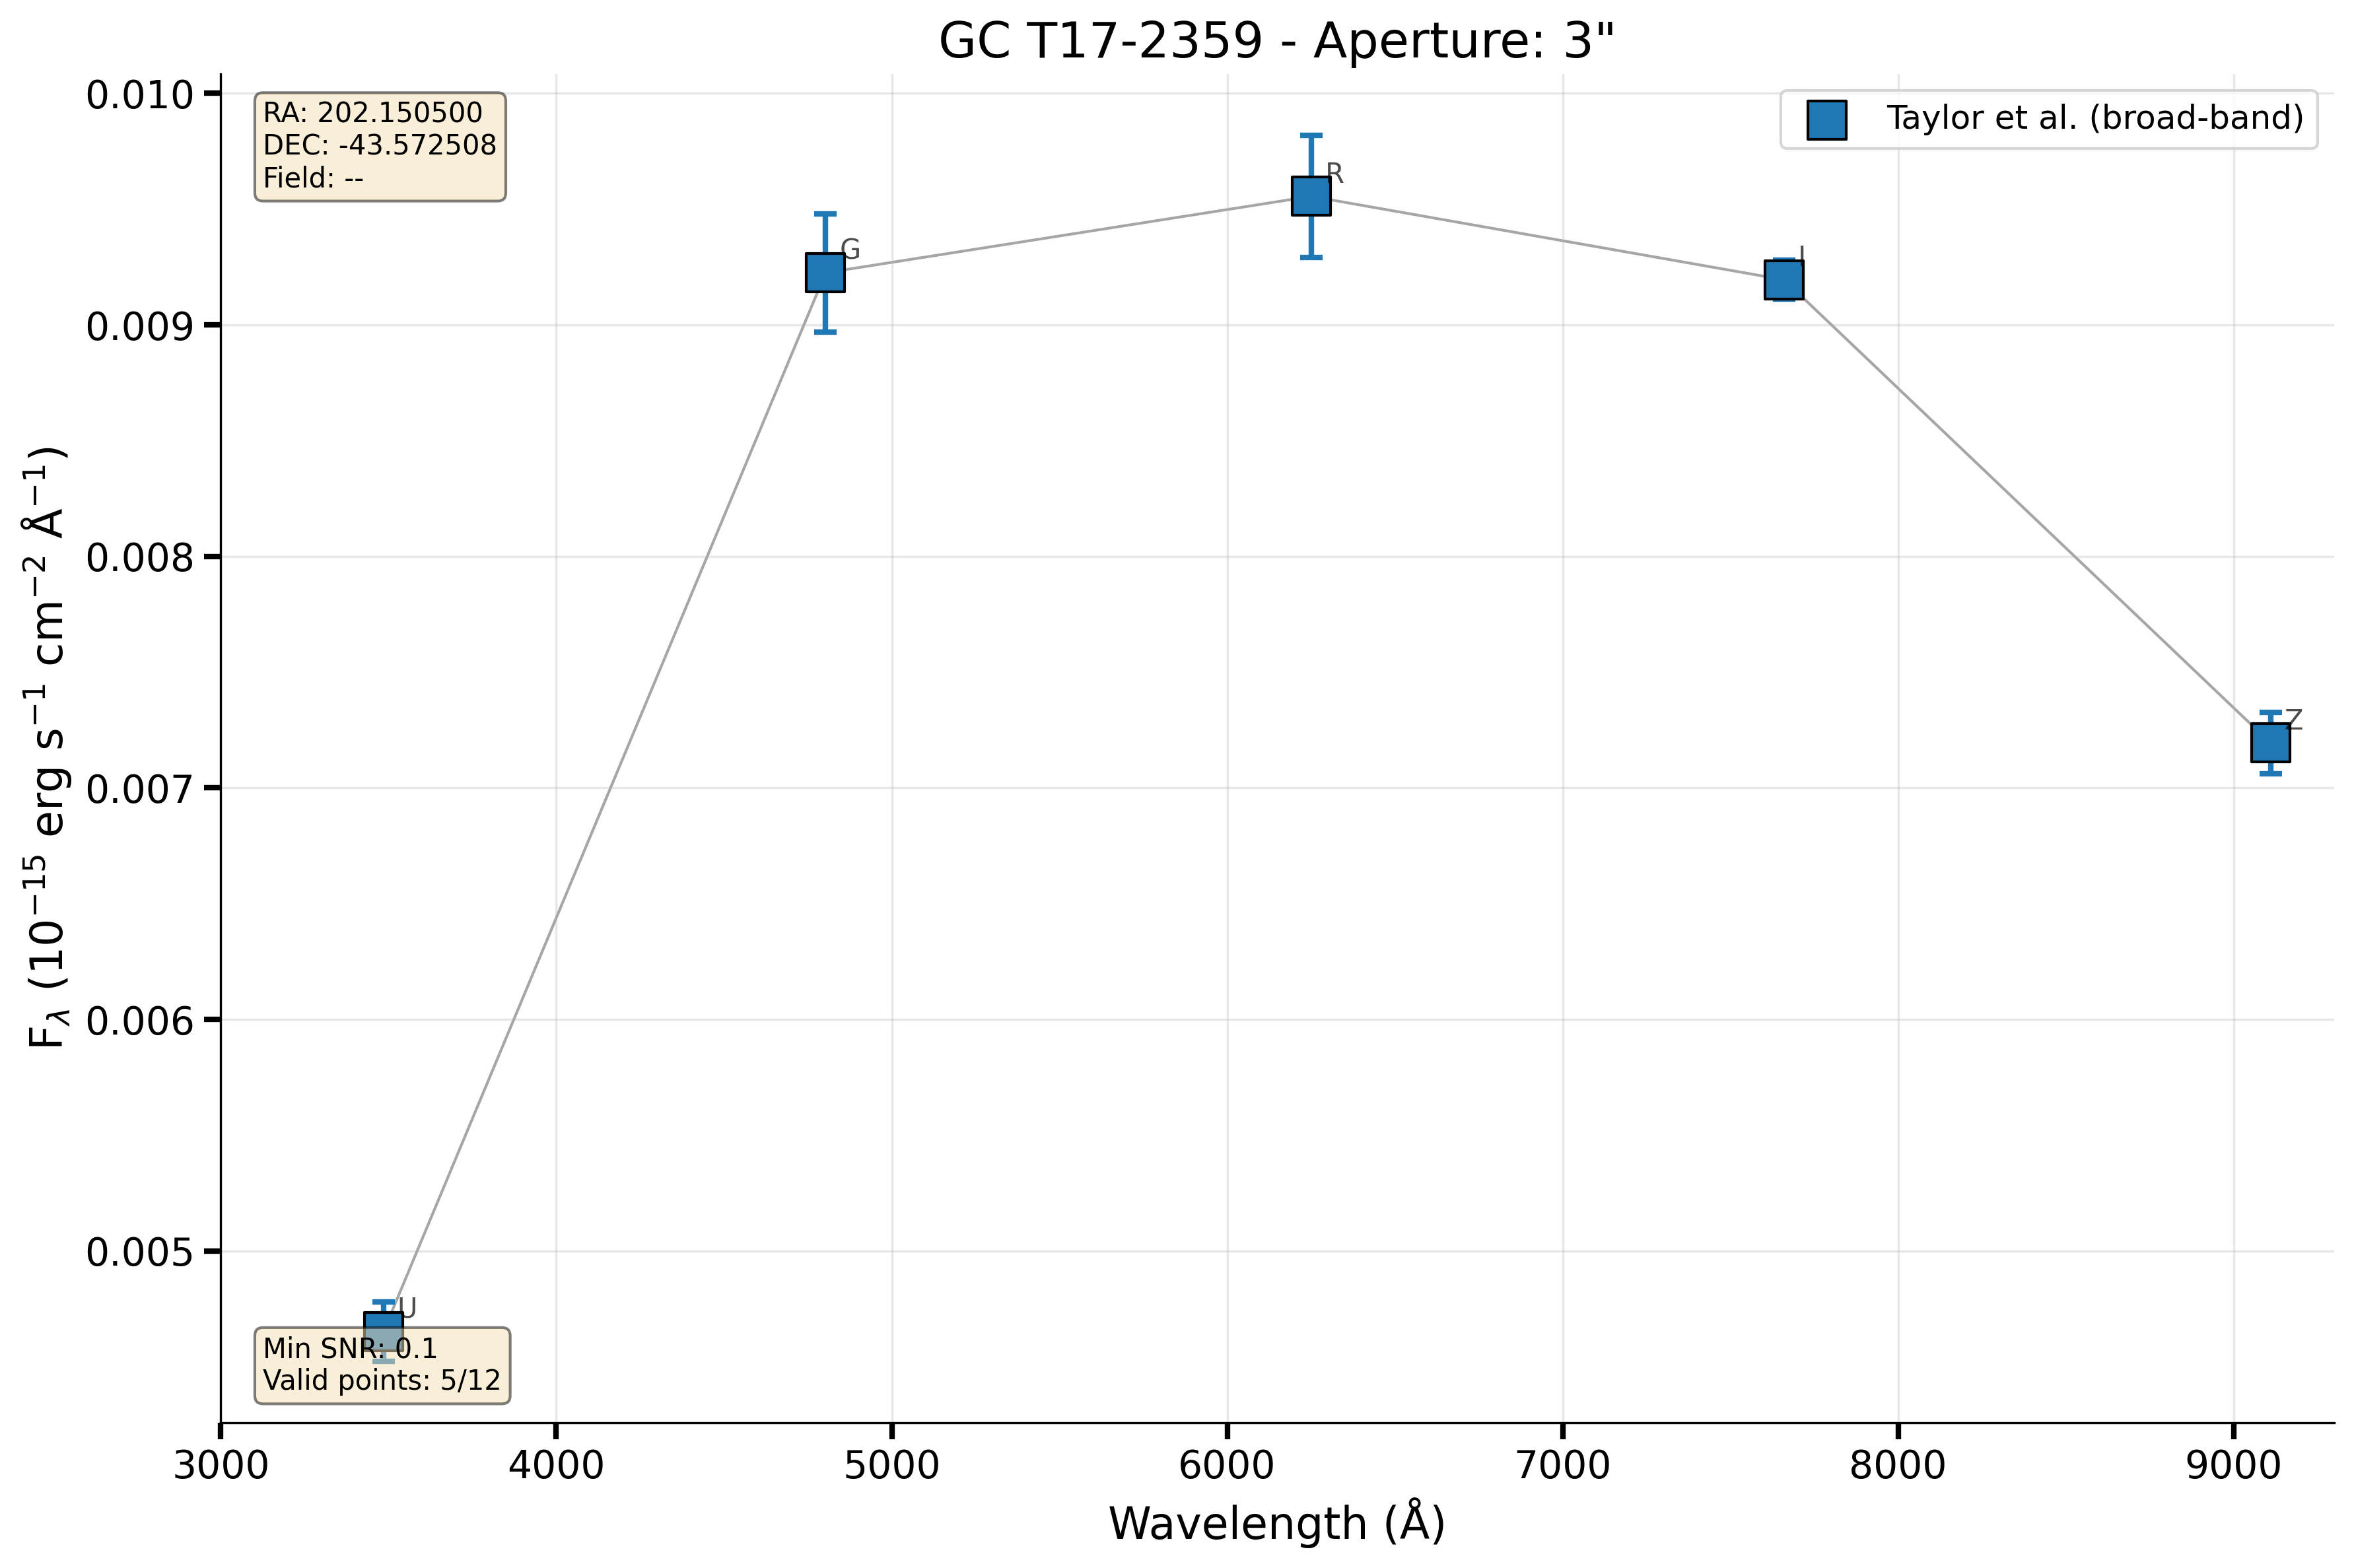 GC T17-2359 - Aperture: 3"
RA: 202.150500
DEC: -43.572508
Field: --
Taylor et al. (broad-band)
0.010
0.009
0.008
0.007
0.006
0.005
F_λ (10⁻¹⁵ erg s⁻¹ cm⁻² Å⁻¹)
U
G
R
I
Z
Min SNR: 0.1
Valid points: 5/12
3000 4000 5000 6000 7000 8000 9000
Wavelength (Å)